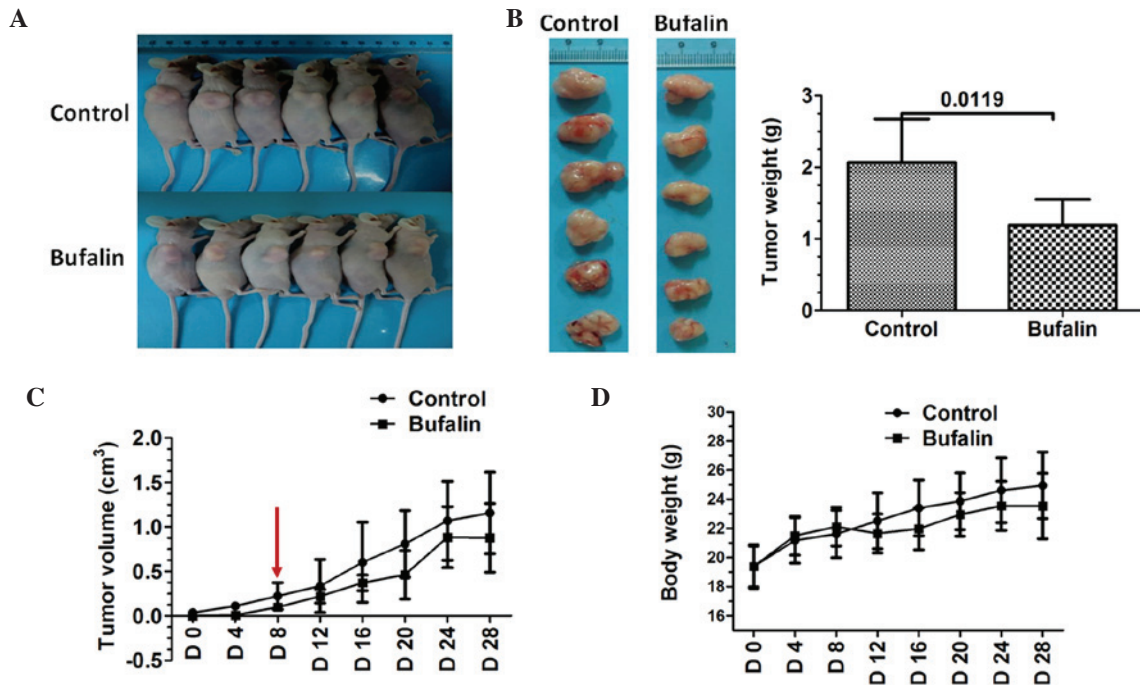 A
Control
Bufalin
B
Control
Bufalin
Tumor weight (g)
3
2
1
0
0.0119
Control
Bufalin
C
Control
Bufalin
Tumor volume (cm³)
2.0
1.5
1.0
0.5
0.0
-0.5
D 0
D 4
D 8
D 12
D 16
D 20
D 24
D 28
D
Control
Bufalin
Body weight (g)
30
28
26
24
22
20
18
16
D 0
D 4
D 8
D 12
D 16
D 20
D 24
D 28